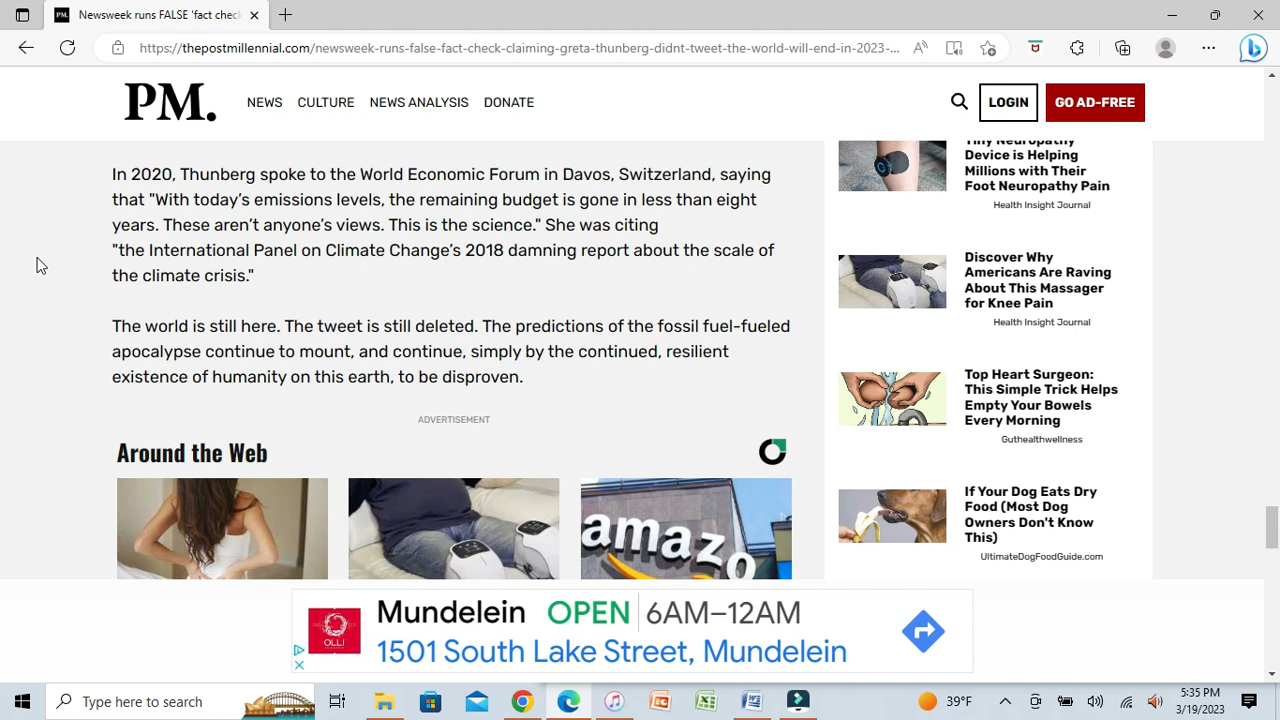 Newsweek runs FALSE 'fact chec
https://thepostmillennial.com/newsweek-runs-false-fact-check-claiming-greta-thunberg-didnt-tweet-the-world-will-end-in-2023-...
PM.
NEWS CULTURE NEWS ANALYSIS DONATE
LOGIN
GO AD-FREE
In 2020, Thunberg spoke to the World Economic Forum in Davos, Switzerland, saying
that "With today's emissions levels, the remaining budget is gone in less than eight
years. These aren't anyone's views. This is the science." She was citing
"the International Panel on Climate Change's 2018 damning report about the scale of
the climate crisis."
The world is still here. The tweet is still deleted. The predictions of the fossil fuel-fueled
apocalypse continue to mount, and continue, simply by the continued, resilient
existence of humanity on this earth, to be disproven.
ADVERTISEMENT
Around the Web
amazo
Tiny Neuropathy
Device is Helping
Millions with Their
Foot Neuropathy Pain
Health Insight Journal
Discover Why
Americans Are Raving
About This Massager
for Knee Pain
Health Insight Journal
Top Heart Surgeon:
This Simple Trick Helps
Empty Your Bowels
Every Morning
Guthealthwellness
If Your Dog Eats Dry
Food (Most Dog
Owners Don't Know
This)
UltimateDogFoodGuide.com
OLLI
Mundelein OPEN 6AM–12AM
1501 South Lake Street, Mundelein
Type here to search
39°F
5:35 PM
3/19/2023